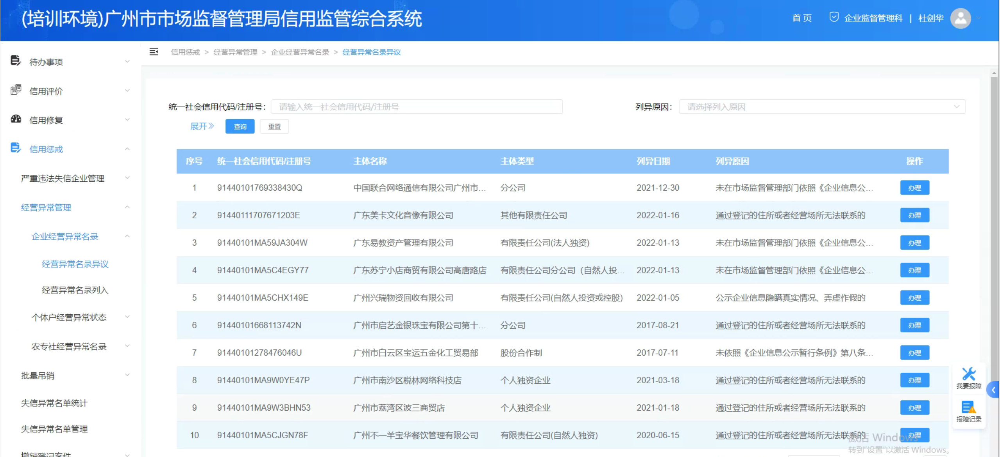 (培训环境)广州市市场监督管理局信用监管综合系统
首页 企业监督管理科 | 杜剑华
信用惩戒 > 经营异常管理 > 企业经营异常名录 > 经营异常名录异议
待办事项
信用评价
信用修复
信用惩戒
严重违法失信企业管理
经营异常管理
企业经营异常名录
经营异常名录异议
经营异常名录列入
个体户经营异常状态
农专社经营异常名录
批量吊销
失信异常名单统计
失信异常名单管理
撤销登记案件
统一社会信用代码/注册号: 请输入统一社会信用代码/注册号 列异原因: 请选择列入原因
展开 查询 重置
序号 统一社会信用代码/注册号 主体名称 主体类型 列异日期 列异原因 操作
1 91440101769338430Q 中国联合网络通信有限公司广州市... 分公司 2021-12-30 未在市场监督管理部门依照《企业信息公... 办理
2 91440111707671203E 广东美卡文化音像有限公司 其他有限责任公司 2022-01-16 通过登记的住所或者经营场所无法联系的 办理
3 91440101MA59JA304W 广东易教资产管理有限公司 有限责任公司(法人独资) 2022-01-13 未在市场监督管理部门依照《企业信息公... 办理
4 91440101MA5C4EGY77 广东苏宁小店商贸有限公司高唐路店 有限责任公司分公司（自然人投... 2022-01-13 未在市场监督管理部门依照《企业信息公... 办理
5 91440101MA5CHX149E 广州兴瑞物资回收有限公司 有限责任公司(自然人投资或控股) 2022-01-05 公示企业信息隐瞒真实情况、弄虚作假的 办理
6 91440101668113742N 广州市启艺金银珠宝有限公司第十... 分公司 2017-08-21 通过登记的住所或者经营场所无法联系的 办理
7 91440101278476046U 广州市白云区宝运五金化工贸易部 股份合作制 2017-07-11 未依照《企业信息公示暂行条例》第八条... 办理
8 91440101MA9W0YE47P 广州市南沙区税林网络科技店 个人独资企业 2021-03-18 通过登记的住所或者经营场所无法联系的 办理
9 91440101MA9W3BHN53 广州市荔湾区波三商贸店 个人独资企业 2021-01-18 通过登记的住所或者经营场所无法联系的 办理
10 91440101MA5CJGN78F 广州不一羊宝华餐饮管理有限公司 有限责任公司(自然人独资) 2020-06-15 通过登记的住所或者经营场所无法联系的 办理
我要报障
报障记录
激活 Windows
转到"设置"以激活 Windows。